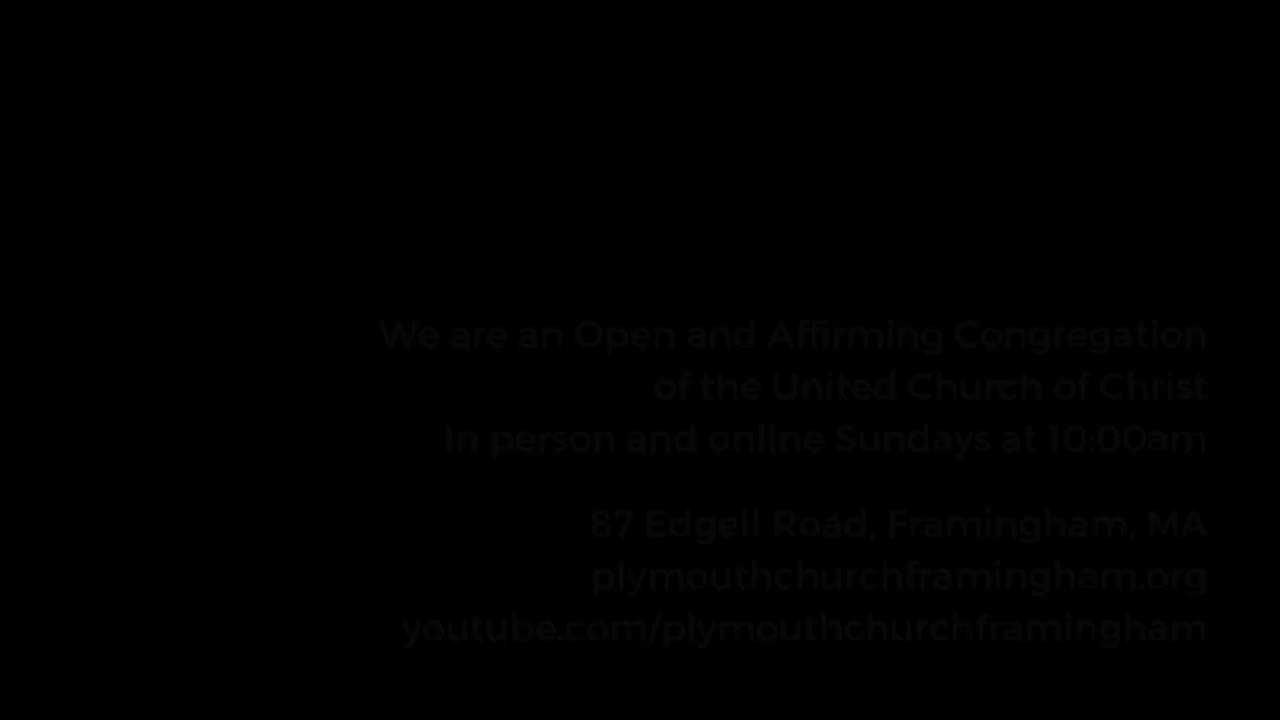 We are an Open and Affirming Congregation
of the United Church of Christ
In person and online Sundays at 10:00am
87 Edgell Road, Framingham, MA
plymouthchurchframingham.org
youtube.com/plymouthchurchframingham